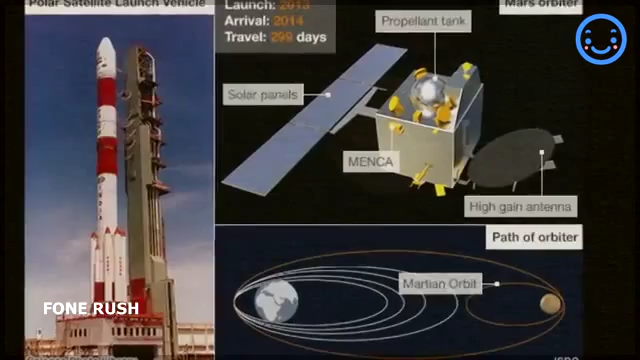 Polar Satellite Launch Vehicle
Launch: 2013
Arrival: 2014
Travel: 299 days
Mars orbiter
Propellant tank
Solar panels
MENCA
High gain antenna
Path of orbiter
Martian Orbit
INDIA
FONE RUSH
ISRO